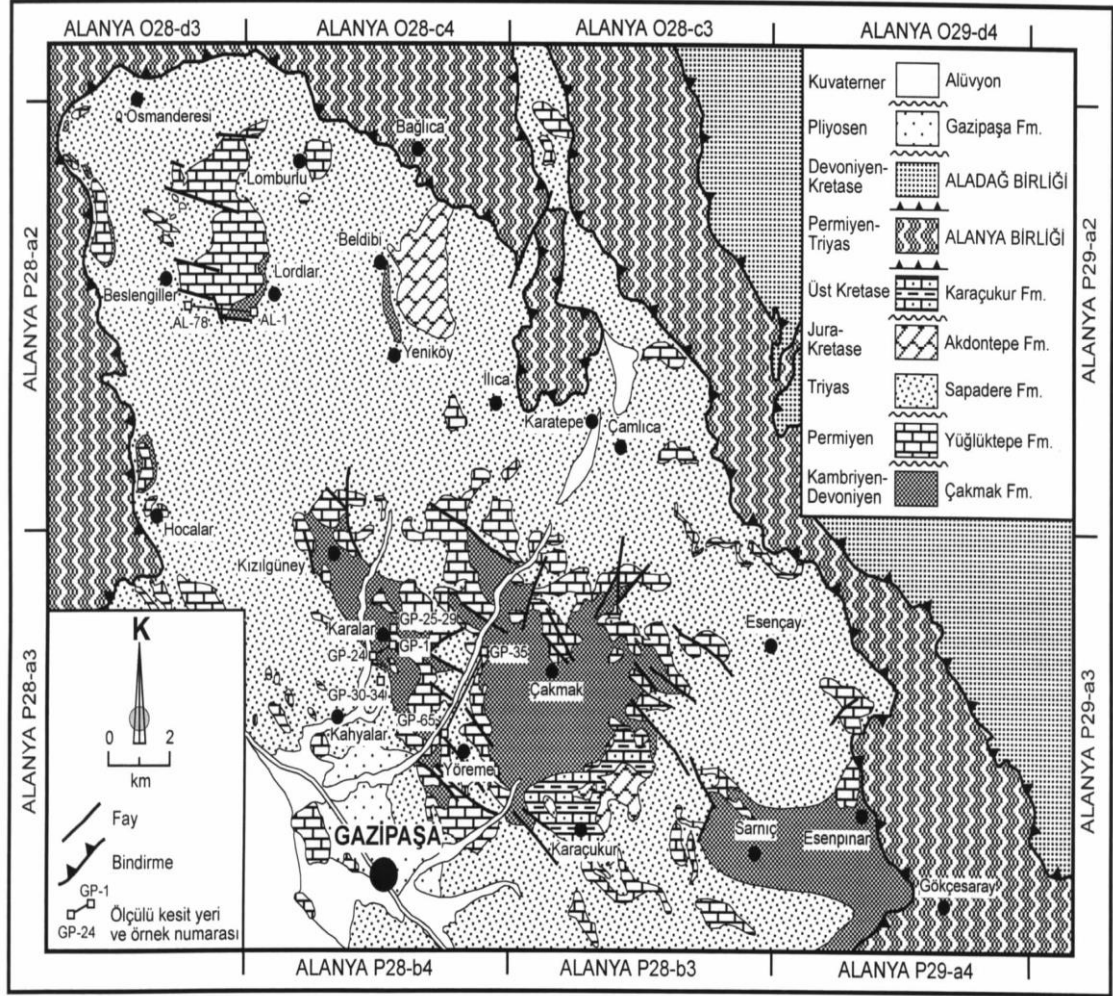 ALANYA O28-d3
ALANYA O28-c4
ALANYA O28-c3
ALANYA O29-d4
ALANYA P28-a2
ALANYA P28-a3
ALANYA P29-a2
ALANYA P29-a3
Osmanderesi
Bağlıca
Lomburlu
Beldibi
Lordlar
Beslengiller
AL-78
AL-1
Yeniköy
Ilıca
Karatepe
Çamlıca
Hocalar
Kızılgüney
Karalar
GP-25-29
GP-1
GP-24
GP-35
Esençay
Çakmak
GP-30-34
GP-65
Kahyalar
Yöreme
GAZİPAŞA
Karaçukur
Sarnıç
Esenpınar
Gökçesaray
Kuvaterner
Alüvyon
Pliyosen
Gazipaşa Fm.
Devoniyen-
Kretase
ALADAĞ BİRLİĞİ
Permiyen-
Triyas
ALANYA BİRLİĞİ
Üst Kretase
Karaçukur Fm.
Jura-
Kretase
Akdontepe Fm.
Triyas
Sapadere Fm.
Permiyen
Yüğlüktepe Fm.
Kambriyen-
Devoniyen
Çakmak Fm.
K
0 2
km
Fay
Bindirme
GP-1
GP-24
Ölçülü kesit yeri
ve örnek numarası
ALANYA P28-b4
ALANYA P28-b3
ALANYA P29-a4